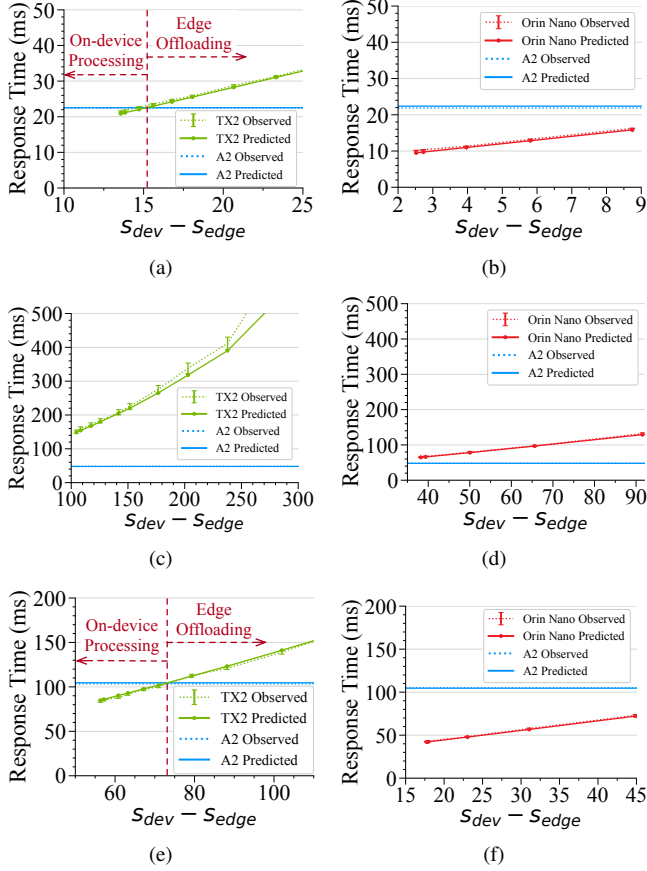 Response Time (ms)
50
40
30
20
10
0
On-device
Processing
Edge
Offloading
TX2 Observed
TX2 Predicted
A2 Observed
A2 Predicted
10
15
20
25
s_dev − s_edge
(a)
Response Time (ms)
50
40
30
20
10
0
Orin Nano Observed
Orin Nano Predicted
A2 Observed
A2 Predicted
2
3
4
5
6
7
8
9
s_dev − s_edge
(b)
Response Time (ms)
500
400
300
200
100
0
TX2 Observed
TX2 Predicted
A2 Observed
A2 Predicted
100
150
200
250
300
s_dev − s_edge
(c)
Response Time (ms)
500
400
300
200
100
0
Orin Nano Observed
Orin Nano Predicted
A2 Observed
A2 Predicted
40
50
60
70
80
90
s_dev − s_edge
(d)
Response Time (ms)
200
150
100
50
0
On-device
Processing
Edge
Offloading
TX2 Observed
TX2 Predicted
A2 Observed
A2 Predicted
60
80
100
s_dev − s_edge
(e)
Response Time (ms)
200
150
100
50
0
Orin Nano Observed
Orin Nano Predicted
A2 Observed
A2 Predicted
15
20
25
30
35
40
45
s_dev − s_edge
(f)